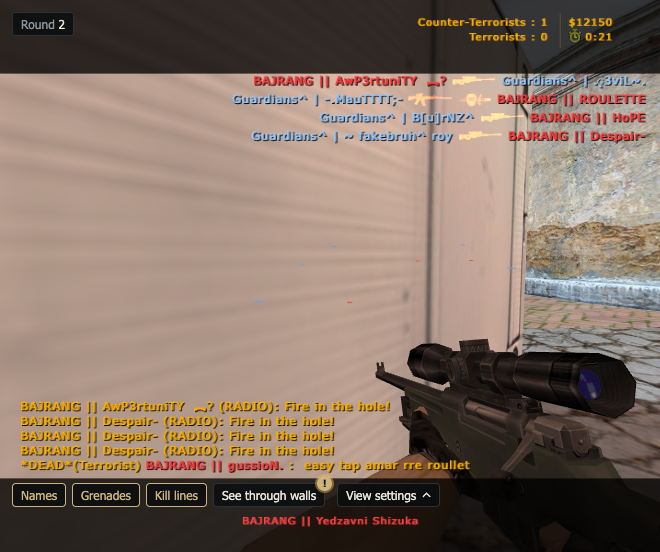 Round 2
Counter-Terrorists : 1 $12150
Terrorists : 0 0:21
BAJRANG || AwP3rtuniTY ︻? Guardians^ | .;3viL~.
Guardians^ | -.MauTTTT;- BAJRANG || ROULETTE
Guardians^ | B[u]rNZ^ BAJRANG || HoPE
Guardians^ | ~ fakebruh^ roy BAJRANG || Despair-
BAJRANG || AwP3rtuniTY ︻? (RADIO): Fire in the hole!
BAJRANG || Despair- (RADIO): Fire in the hole!
BAJRANG || Despair- (RADIO): Fire in the hole!
BAJRANG || Despair- (RADIO): Fire in the hole!
*DEAD*(Terrorist) BAJRANG || gussioN. : easy tap amar rre roullet
Names Grenades Kill lines See through walls ! View settings
BAJRANG || Yedzavni Shizuka